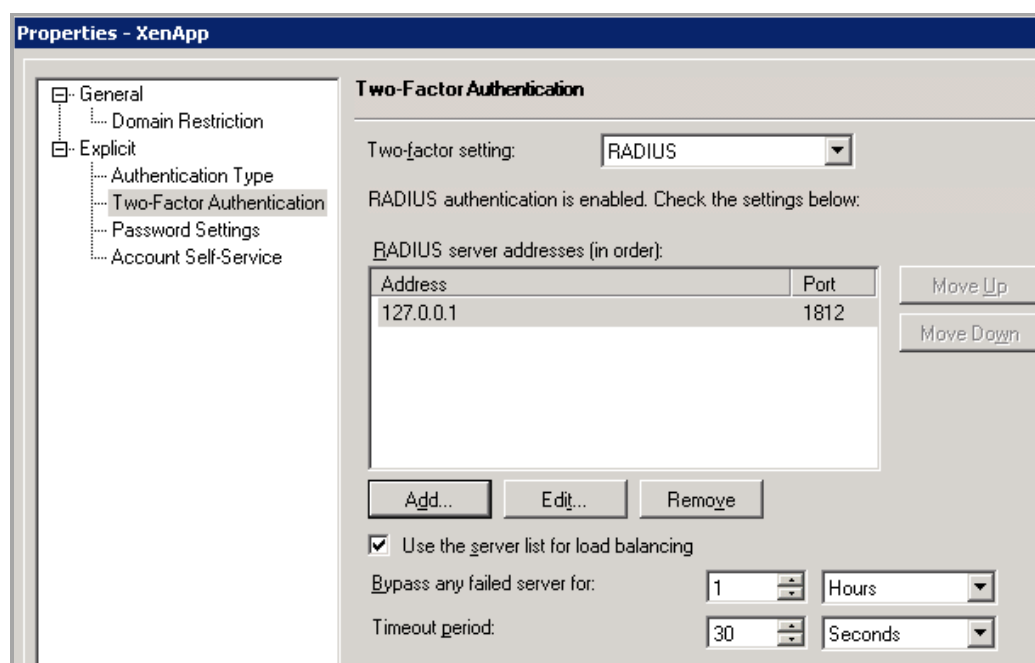 Properties - XenApp
General
Domain Restriction
Explicit
Authentication Type
Two-Factor Authentication
Password Settings
Account Self-Service
Two-Factor Authentication
Two-factor setting: RADIUS
RADIUS authentication is enabled. Check the settings below:
RADIUS server addresses (in order):
Address Port
127.0.0.1 1812
Move Up
Move Down
Add... Edit... Remove
Use the server list for load balancing
Bypass any failed server for: 1 Hours
Timeout period: 30 Seconds